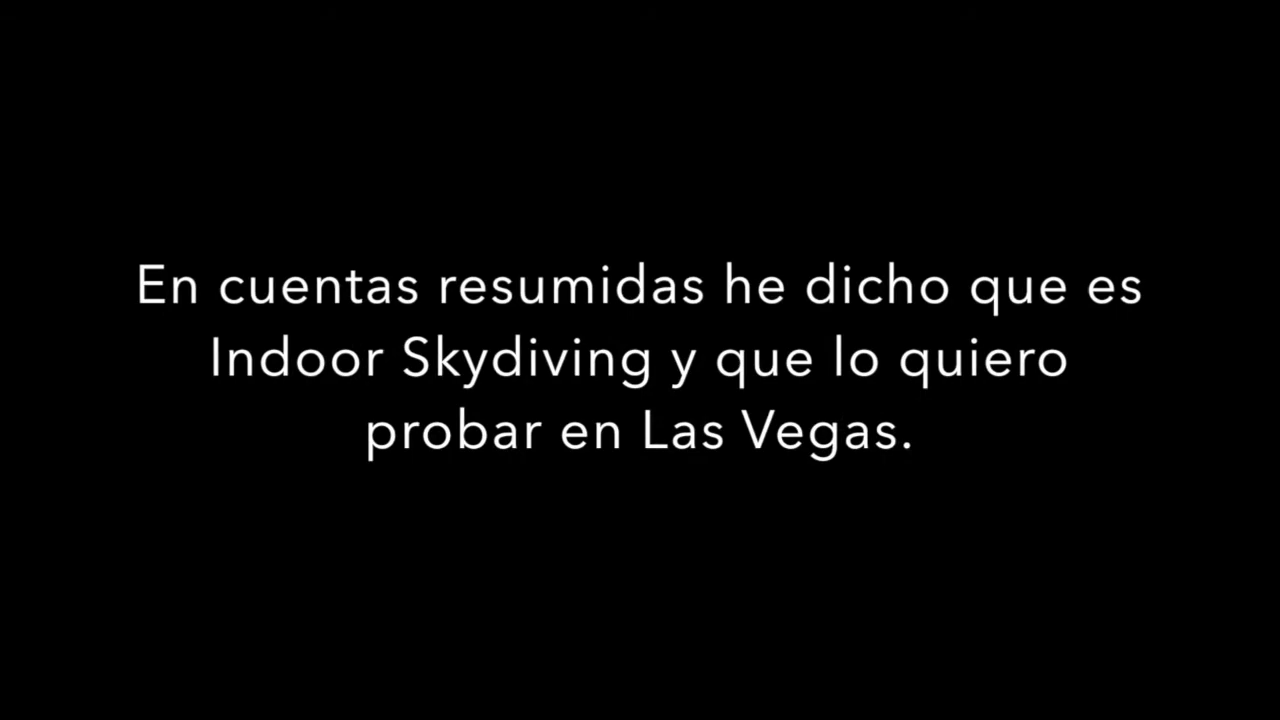 En cuentas resumidas he dicho que es
Indoor Skydiving y que lo quiero
probar en Las Vegas.